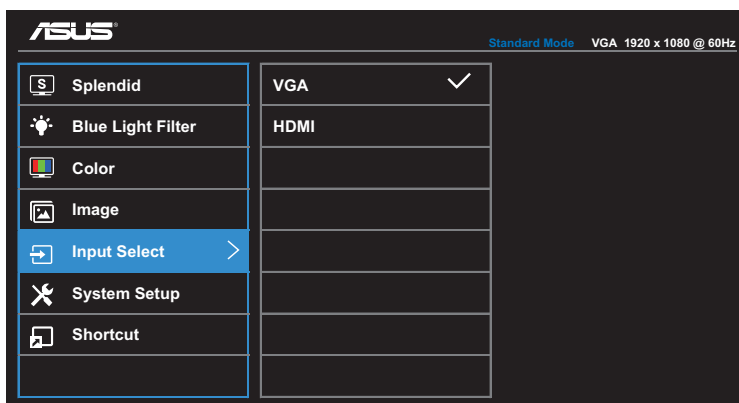 ASUS
Standard Mode VGA 1920 x 1080 @ 60Hz
S Splendid
Blue Light Filter
Color
Image
Input Select
System Setup
Shortcut
VGA
HDMI